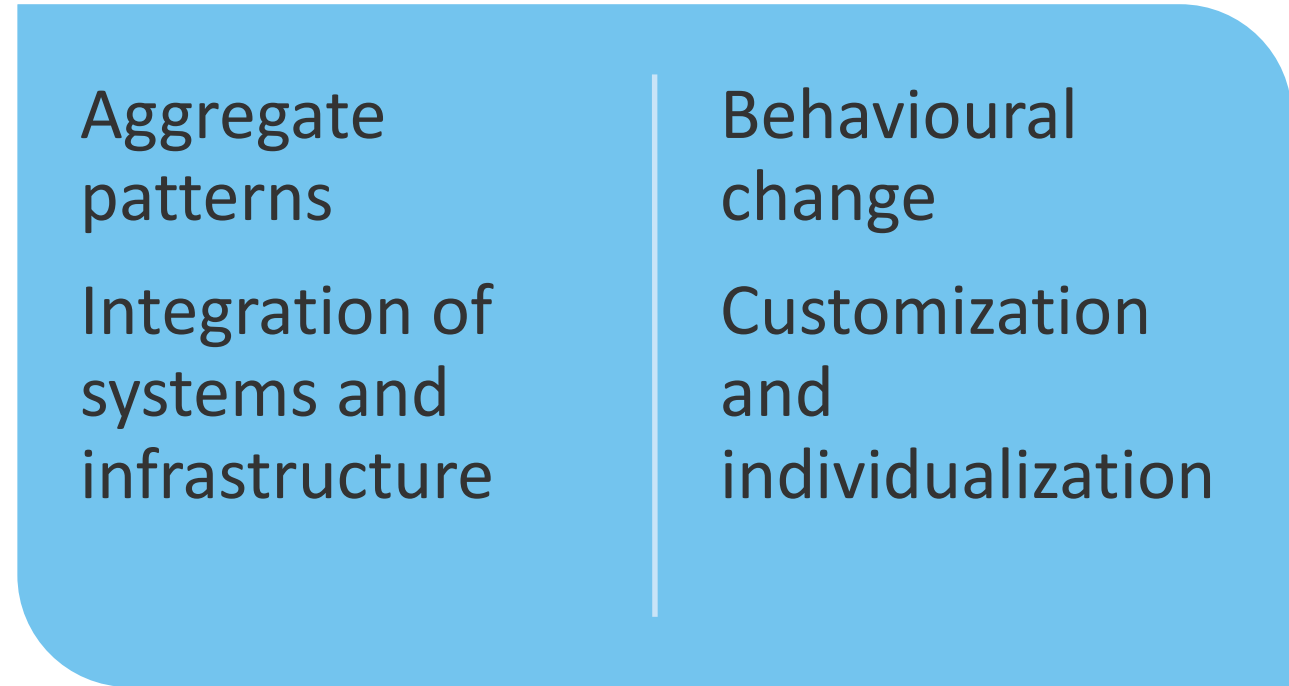 Aggregate
patterns
Integration of
systems and
infrastructure
Behavioural
change
Customization
and
individualization